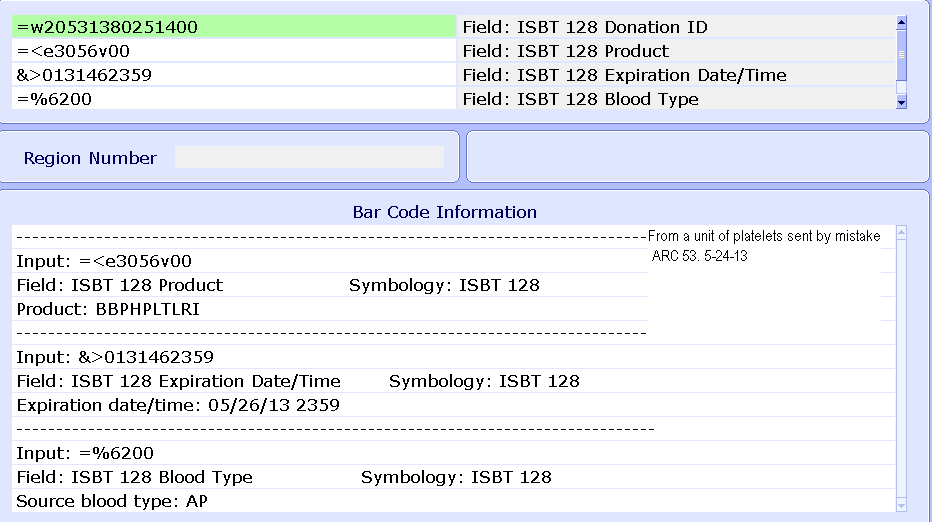 =w20531380251400 Field: ISBT 128 Donation ID
=<e3056v00 Field: ISBT 128 Product
&>0131462359 Field: ISBT 128 Expiration Date/Time
=%6200 Field: ISBT 128 Blood Type
Region Number
Bar Code Information
--------------------------------------------------------------------------From a unit of platelets sent by mistake
ARC 53. 5-24-13
Input: =<e3056v00
Field: ISBT 128 Product Symbology: ISBT 128
Product: BBPHPLTLRI
--------------------------------------------------------------------------
Input: &>0131462359
Field: ISBT 128 Expiration Date/Time Symbology: ISBT 128
Expiration date/time: 05/26/13 2359
---------------------------------------------------------------------------
Input: =%6200
Field: ISBT 128 Blood Type Symbology: ISBT 128
Source blood type: AP